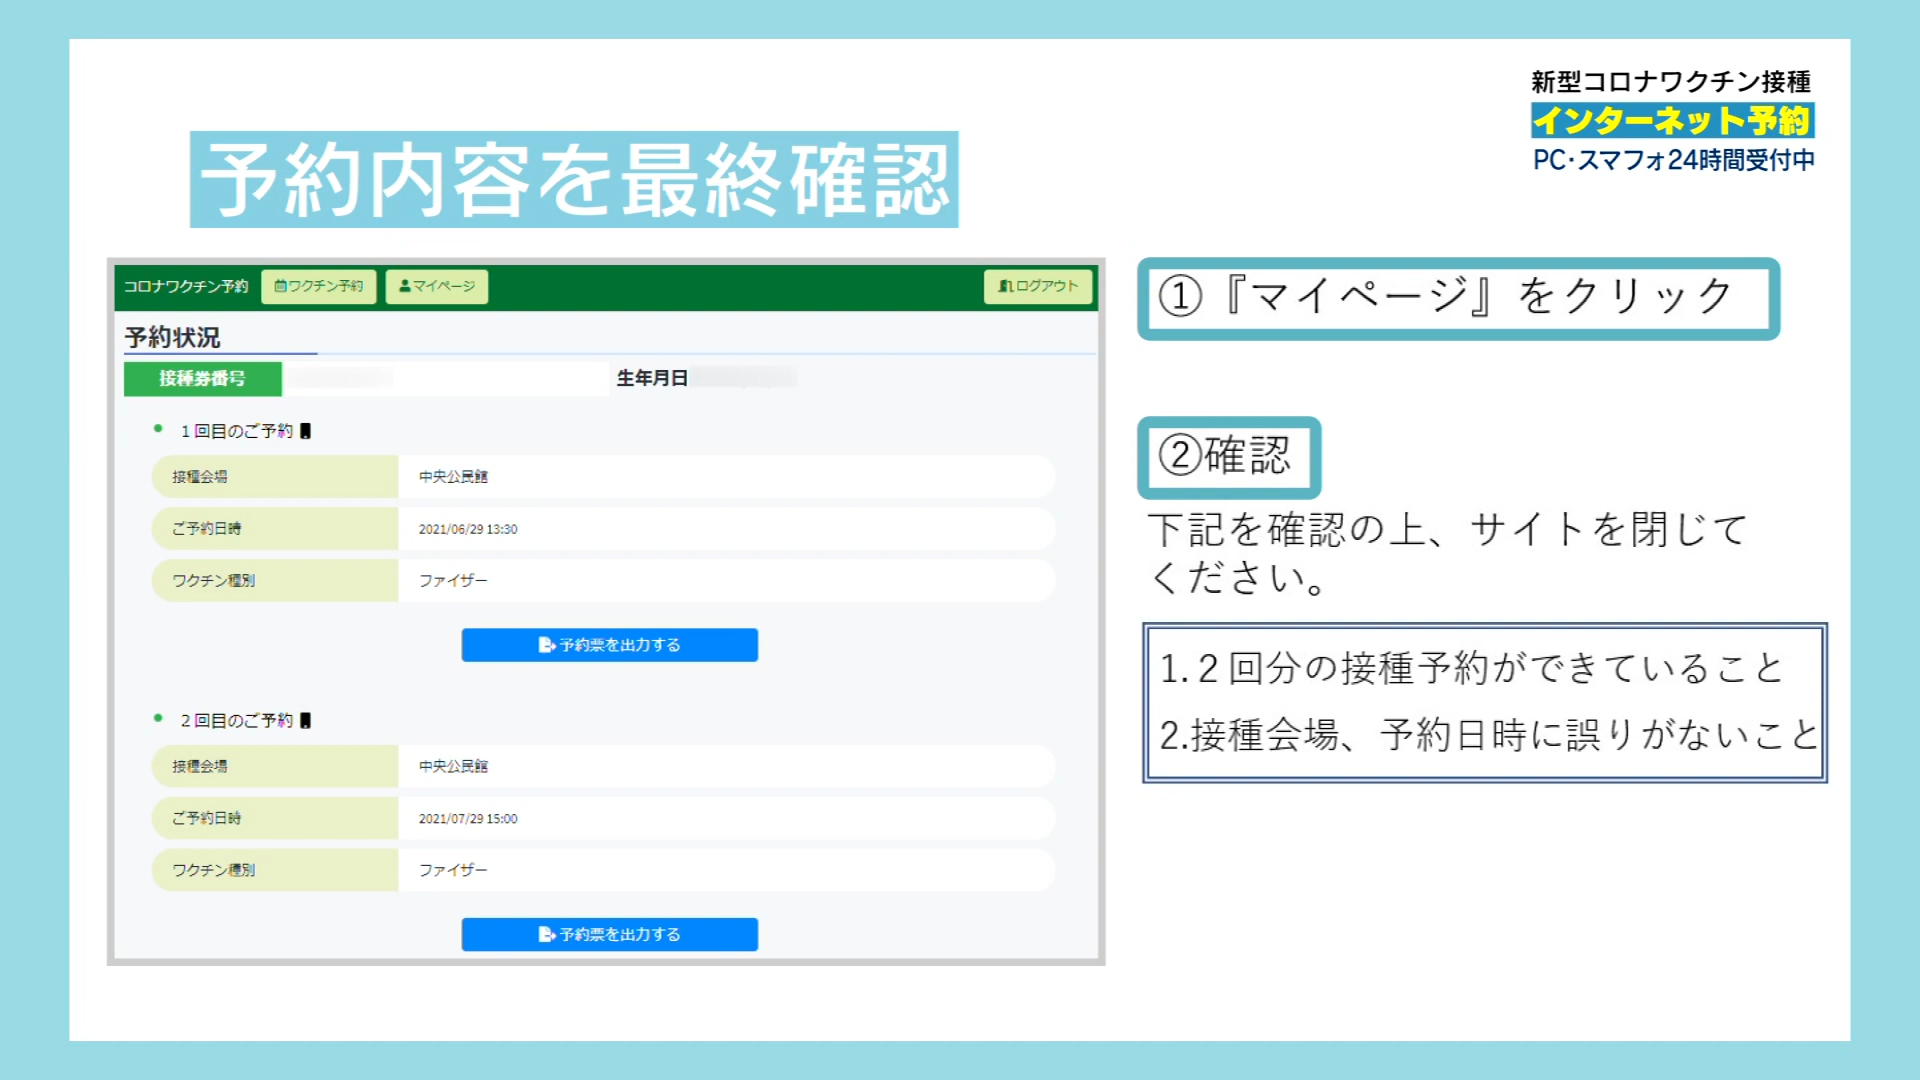 新型コロナワクチン接種
インターネット予約
PC・スマフォ24時間受付中
予約内容を最終確認
コロナワクチン予約 ワクチン予約 マイページ ログアウト
予約状況
接種券番号 生年月日
1回目のご予約
接種会場 中央公民館
ご予約日時 2021/06/29 13:30
ワクチン種別 ファイザー
予約票を出力する
2回目のご予約
接種会場 中央公民館
ご予約日時 2021/07/29 15:00
ワクチン種別 ファイザー
予約票を出力する
①『マイページ』をクリック
②確認
下記を確認の上、サイトを閉じて
ください。
1.2回分の接種予約ができていること
2.接種会場、予約日時に誤りがないこと